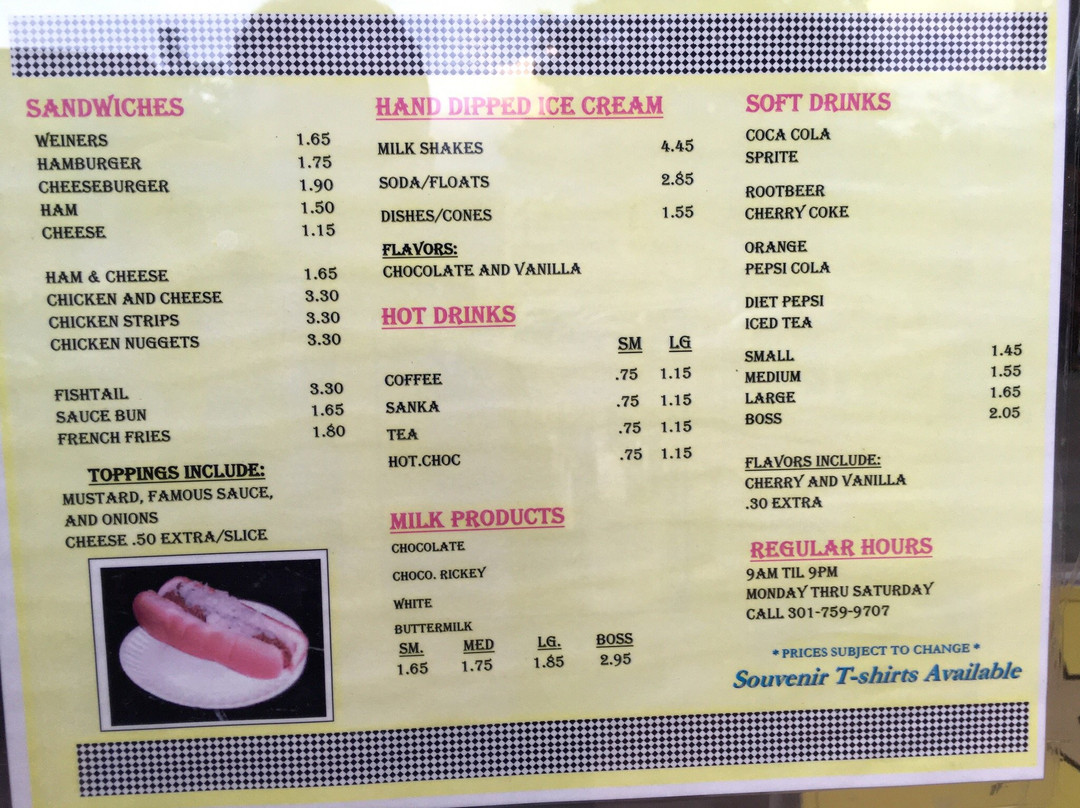 SANDWICHES
WEINERS 1.65
HAMBURGER 1.75
CHEESEBURGER 1.90
HAM 1.50
CHEESE 1.15
HAM & CHEESE 1.65
CHICKEN AND CHEESE 3.30
CHICKEN STRIPS 3.30
CHICKEN NUGGETS 3.30
FISHTAIL 3.30
SAUCE BUN 1.65
FRENCH FRIES 1.80
TOPPINGS INCLUDE:
MUSTARD, FAMOUS SAUCE,
AND ONIONS
CHEESE .50 EXTRA/SLICE
HAND DIPPED ICE CREAM
MILK SHAKES 4.45
SODA/FLOATS 2.85
DISHES/CONES 1.55
FLAVORS:
CHOCOLATE AND VANILLA
HOT DRINKS
SM LG
COFFEE .75 1.15
SANKA .75 1.15
TEA .75 1.15
HOT.CHOC .75 1.15
MILK PRODUCTS
CHOCOLATE
CHOCO. RICKEY
WHITE
BUTTERMILK
SM. MED LG. BOSS
1.65 1.75 1.85 2.95
SOFT DRINKS
COCA COLA
SPRITE
ROOTBEER
CHERRY COKE
ORANGE
PEPSI COLA
DIET PEPSI
ICED TEA
SMALL 1.45
MEDIUM 1.55
LARGE 1.65
BOSS 2.05
FLAVORS INCLUDE:
CHERRY AND VANILLA
.30 EXTRA
REGULAR HOURS
9AM TIL 9PM
MONDAY THRU SATURDAY
CALL 301-759-9707
* PRICES SUBJECT TO CHANGE *
Souvenir T-shirts Available